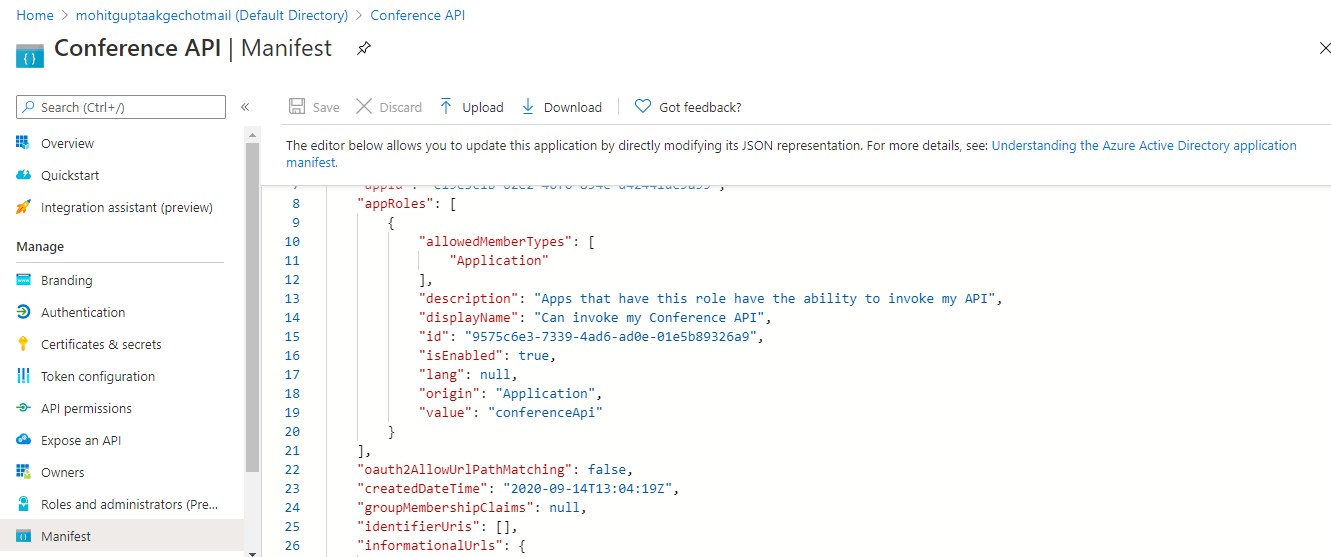 Home > mohitguptaakgechotmail (Default Directory) > Conference API
Conference API | Manifest
Search (Ctrl+/)
«
Save
Discard
Upload
Download
Got feedback?
The editor below allows you to update this application by directly modifying its JSON representation. For more details, see: Understanding the Azure Active Directory application
manifest.
Overview
Quickstart
Integration assistant (preview)
Manage
Branding
Authentication
Certificates & secrets
Token configuration
API permissions
Expose an API
Owners
Roles and administrators (Pre...
Manifest
8 "appRoles": [
9 {
10 "allowedMemberTypes": [
11 "Application"
12 ],
13 "description": "Apps that have this role have the ability to invoke my API",
14 "displayName": "Can invoke my Conference API",
15 "id": "9575c6e3-7339-4ad6-ad0e-01e5b89326a9",
16 "isEnabled": true,
17 "lang": null,
18 "origin": "Application",
19 "value": "conferenceApi"
20 }
21 ],
22 "oauth2AllowUrlPathMatching": false,
23 "createdDateTime": "2020-09-14T13:04:19Z",
24 "groupMembershipClaims": null,
25 "identifierUris": [],
26 "informationalUrls": {